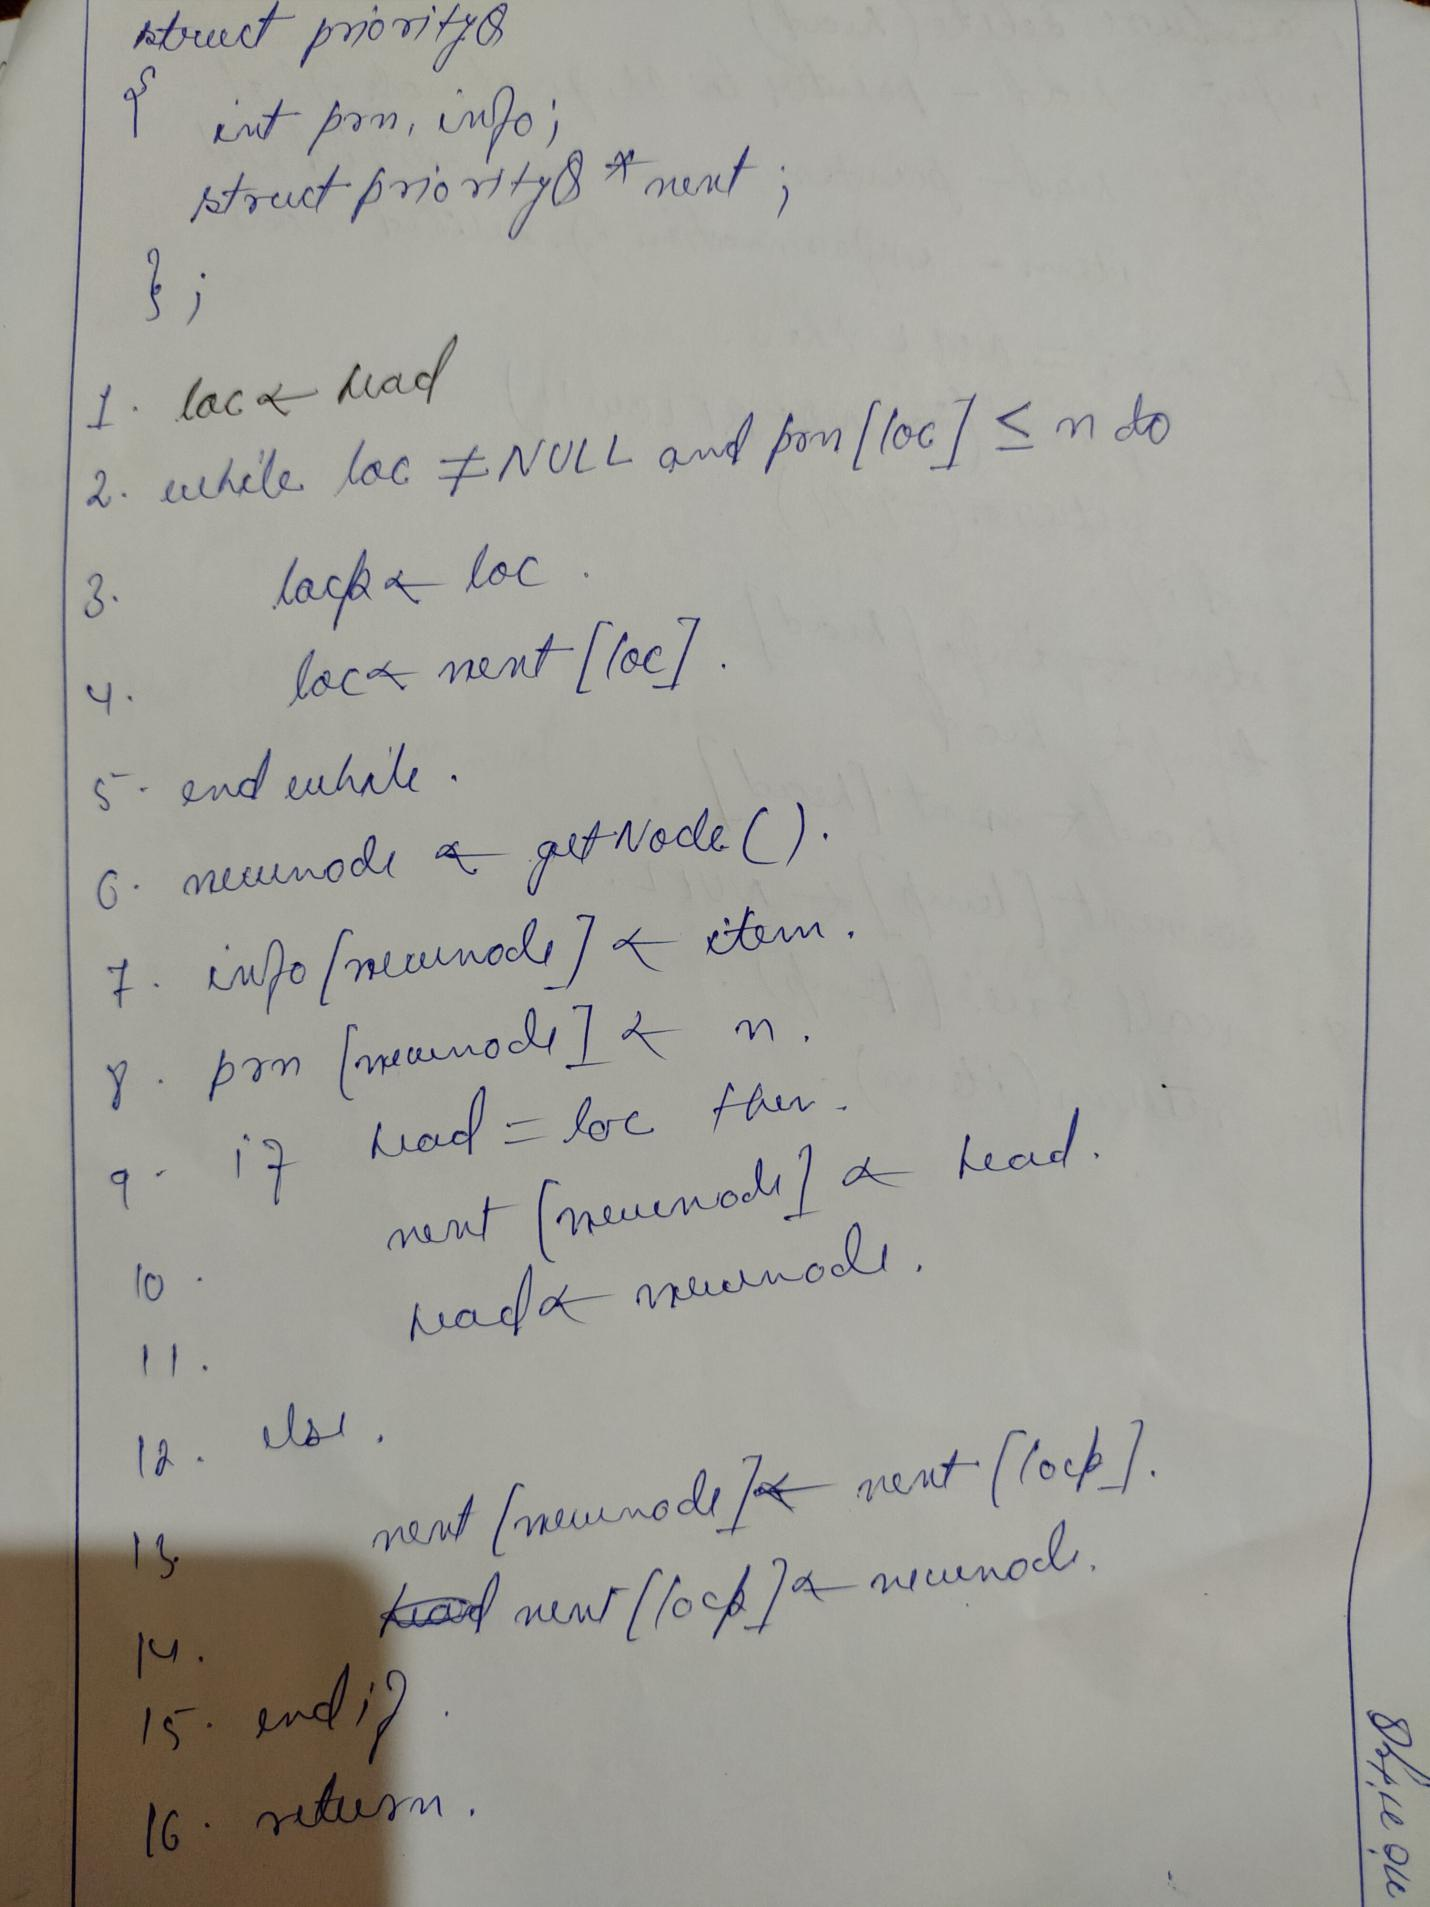 struct priorityQ
{
int prn, info;
struct priorityQ * next;
};
1. loc ← head
2. while loc ≠ NULL and prn[loc] ≤ n do
3. locp ← loc.
4. loc ← next[loc].
5. end while.
6. newnode ← getNode().
7. info[newnode] ← item.
8. prn[newnode] ← n.
9. if head = loc then.
10. next[newnode] ← head.
11. head ← newnode.
12. else.
13. next[newnode] ← next[locp].
14. next[locp] ← newnode.
15. endif.
16. return.